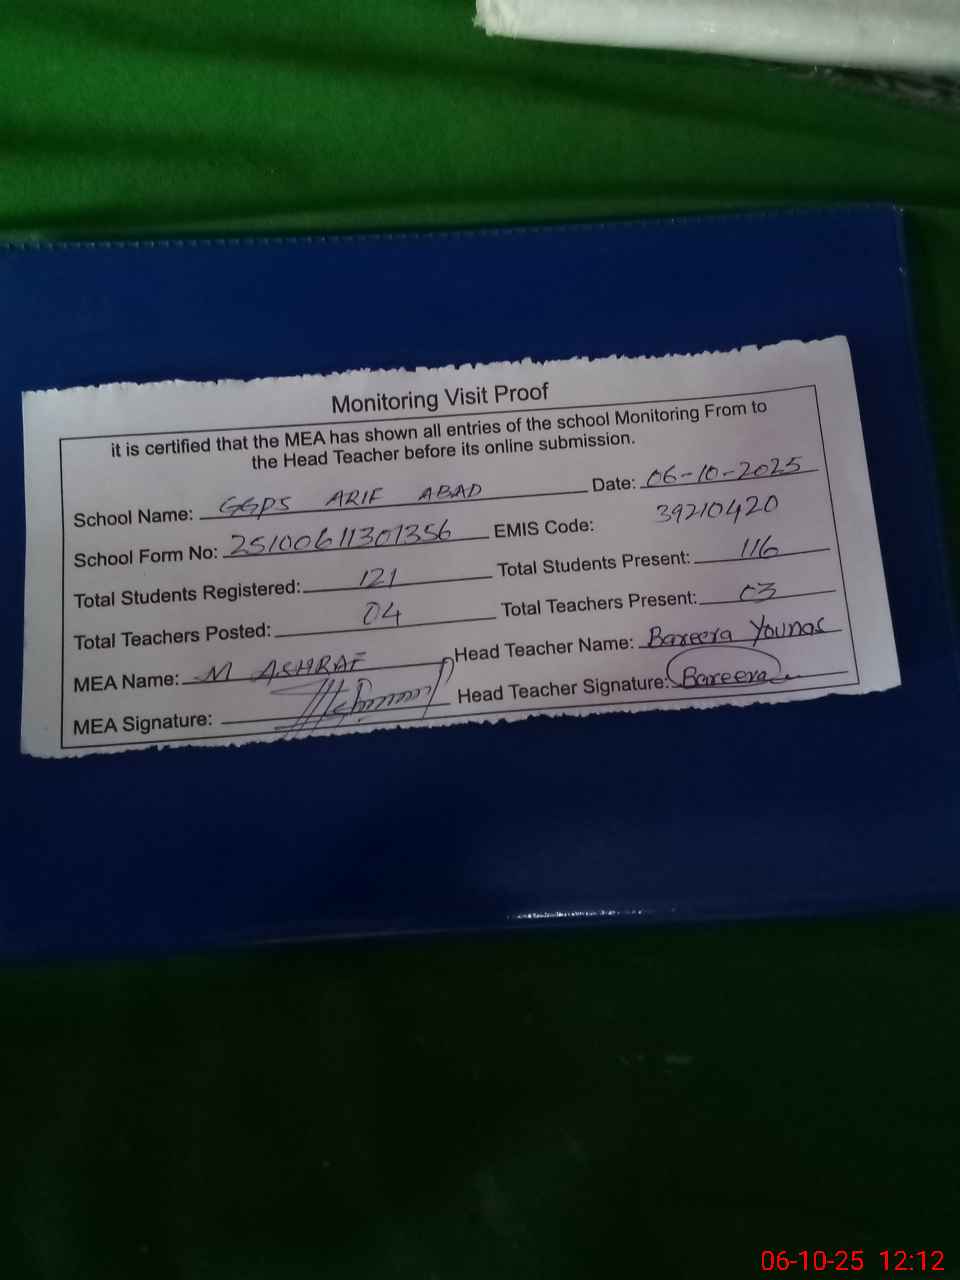 Monitoring Visit Proof
it is certified that the MEA has shown all entries of the school Monitoring From to
the Head Teacher before its online submission.
School Name: GGPS ARIF ABAD Date: 06-10-2025
School Form No: 25100611301356 EMIS Code: 39210420
Total Students Registered: 121 Total Students Present: 116
Total Teachers Posted: 04 Total Teachers Present: 03
MEA Name: M ASHRAF Head Teacher Name: Bareera Younas
MEA Signature: Head Teacher Signature: Bareera
06-10-25 12:12